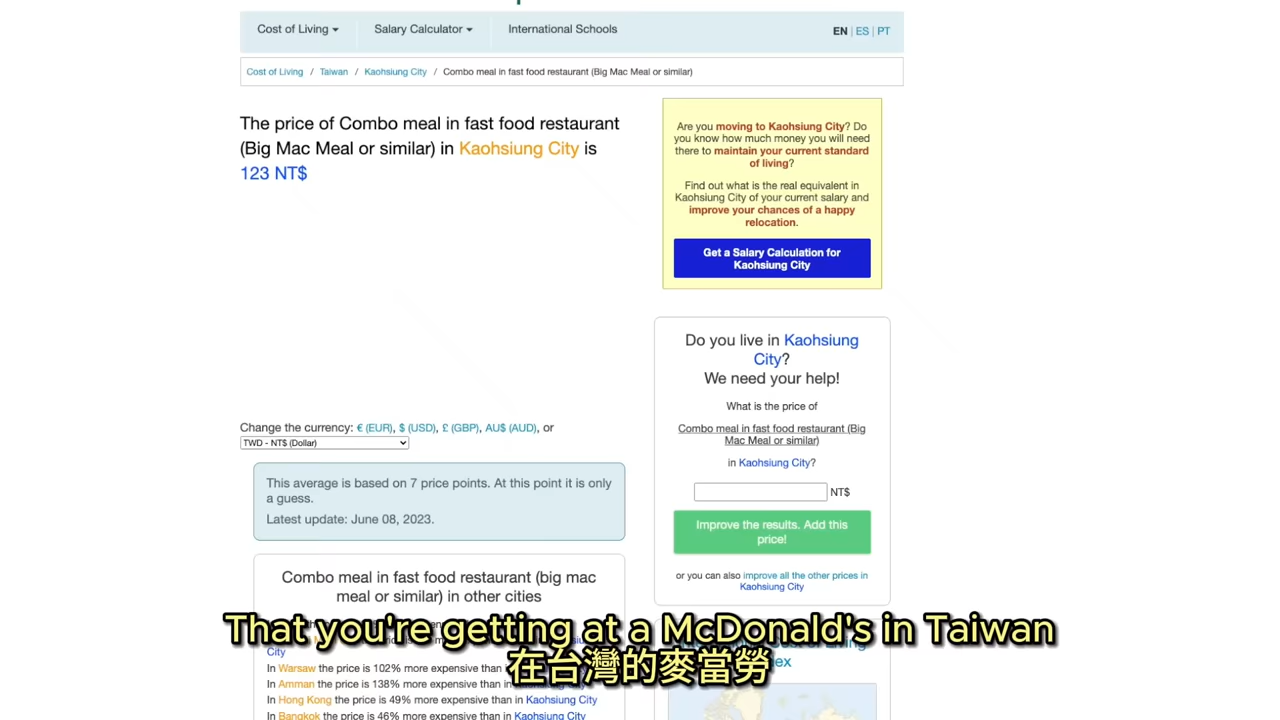 Cost of Living
Salary Calculator
International Schools
EN | ES | PT
Cost of Living / Taiwan / Kaohsiung City / Combo meal in fast food restaurant (Big Mac Meal or similar)
The price of Combo meal in fast food restaurant
(Big Mac Meal or similar) in Kaohsiung City is
123 NT$
Are you moving to Kaohsiung City? Do
you know how much money you will need
there to maintain your current standard
of living?
Find out what is the real equivalent in
Kaohsiung City of your current salary and
improve your chances of a happy
relocation.
Get a Salary Calculation for
Kaohsiung City
Do you live in Kaohsiung
City?
We need your help!
What is the price of
Combo meal in fast food restaurant (Big
Mac Meal or similar)
in Kaohsiung City?
NT$
Improve the results. Add this
price!
or you can also improve all the other prices in
Kaohsiung City
Change the currency: € (EUR), $ (USD), £ (GBP), AU$ (AUD), or
TWD - NT$ (Dollar)
This average is based on 7 price points. At this point it is only
a guess.
Latest update: June 08, 2023.
Combo meal in fast food restaurant (big mac
meal or similar) in other cities
City
In Warsaw the price is 102% more expensive than in
In Amman the price is 138% more expensive than in
In Hong Kong the price is 49% more expensive than in Kaohsiung City
In Bangkok the price is 46% more expensive than in Kaohsiung City
That you're getting at a McDonald's in Taiwan
在台灣的麥當勞